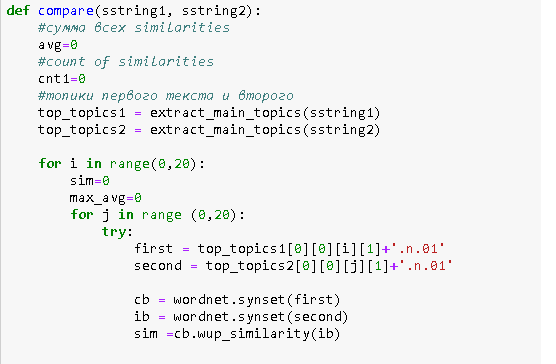 def compare(sstring1, sstring2):
    #сумма всех similarities
    avg=0
    #count of similarities
    cnt1=0
    #топики первого текста и второго
    top_topics1 = extract_main_topics(sstring1)
    top_topics2 = extract_main_topics(sstring2)

    for i in range(0,20):
        sim=0
        max_avg=0
        for j in range (0,20):
            try:
                first = top_topics1[0][0][i][1]+'.n.01'
                second = top_topics2[0][0][j][1]+'.n.01'

                cb = wordnet.synset(first)
                ib = wordnet.synset(second)
                sim =cb.wup_similarity(ib)